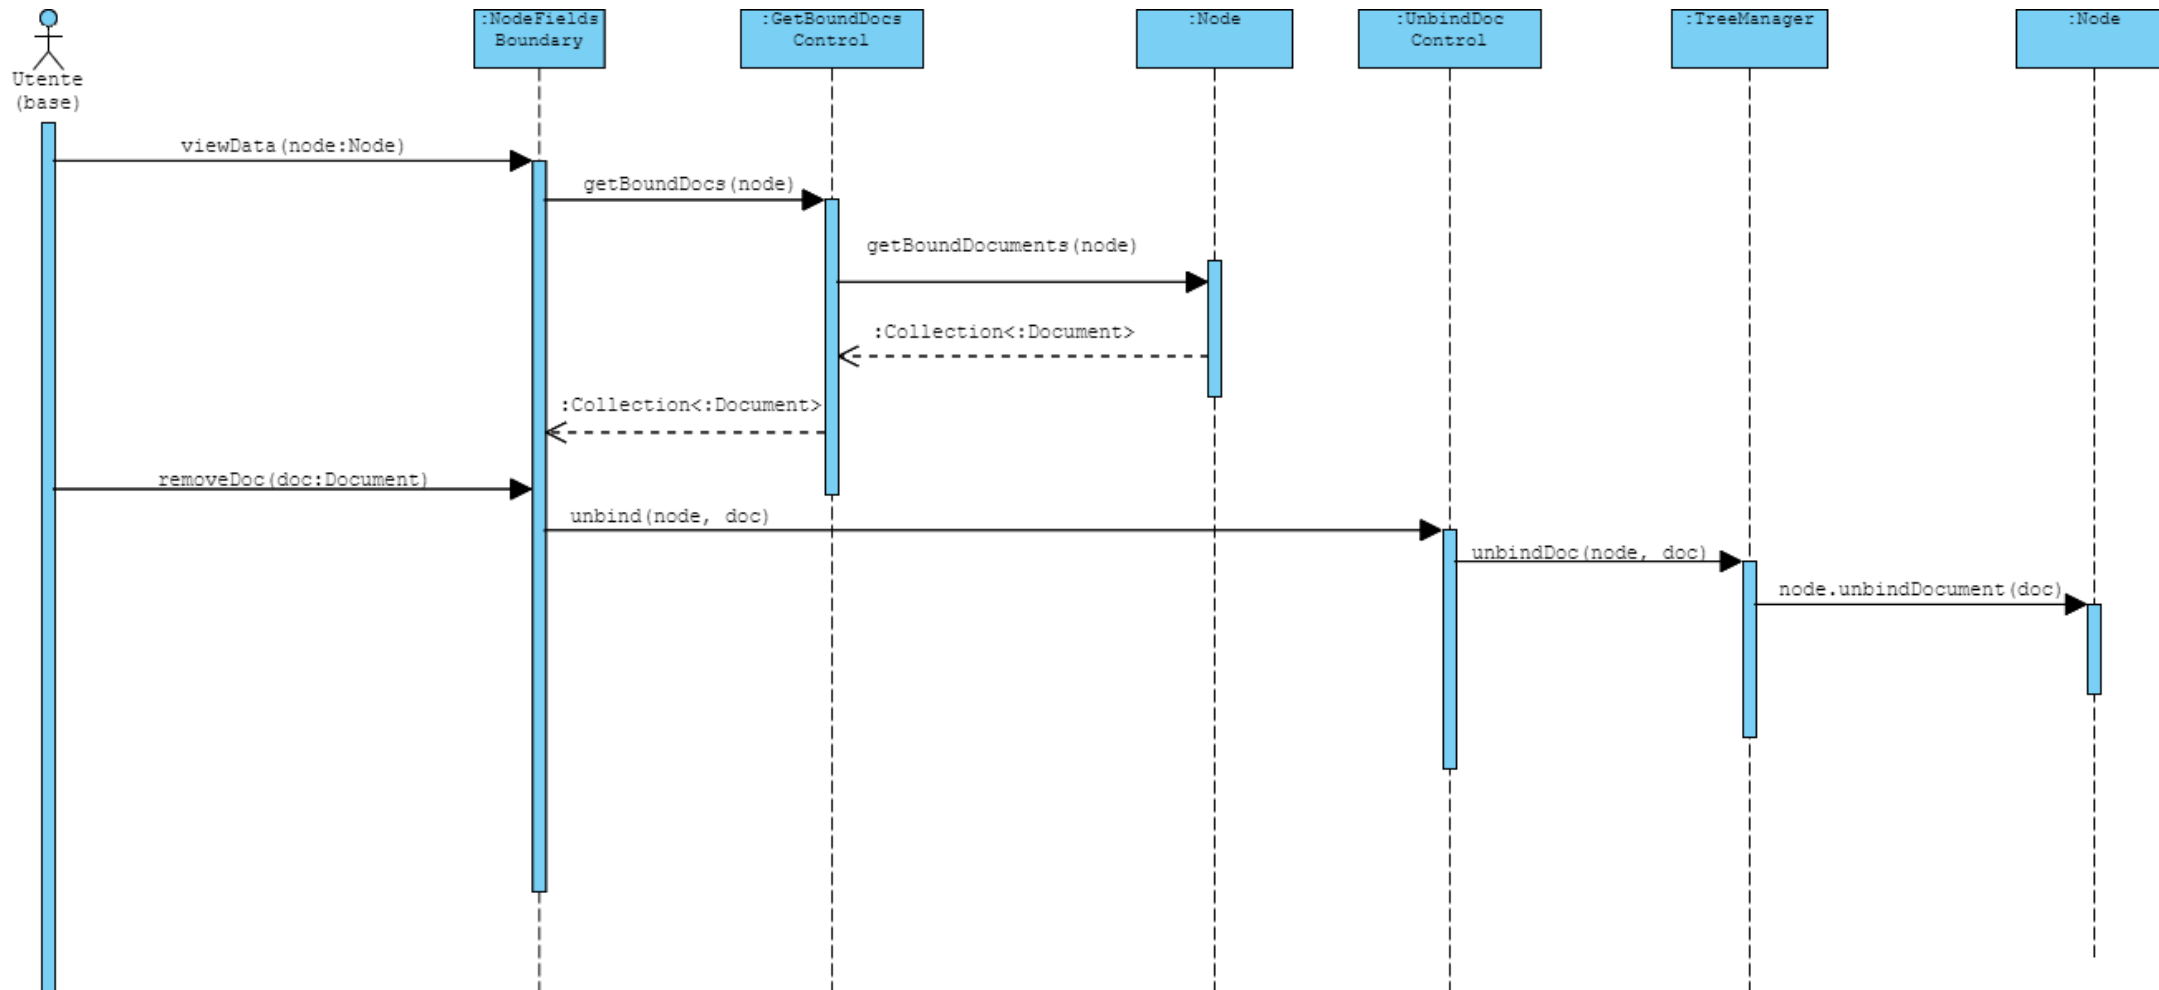 :NodeFields
Boundary
:GetBoundDocs
Control
:Node
:UnbindDoc
Control
:TreeManager
:Node
Utente
(base)
viewData(node:Node)
getBoundDocs(node)
getBoundDocuments(node)
:Collection<:Document>
:Collection<:Document>
removeDoc(doc:Document)
unbind(node, doc)
unbindDoc(node, doc)
node.unbindDocument(doc)